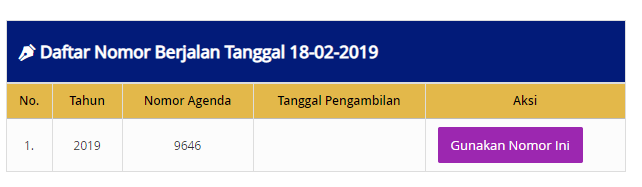 Daftar Nomor Berjalan Tanggal 18-02-2019
No. Tahun Nomor Agenda Tanggal Pengambilan Aksi
1. 2019 9646 Gunakan Nomor Ini